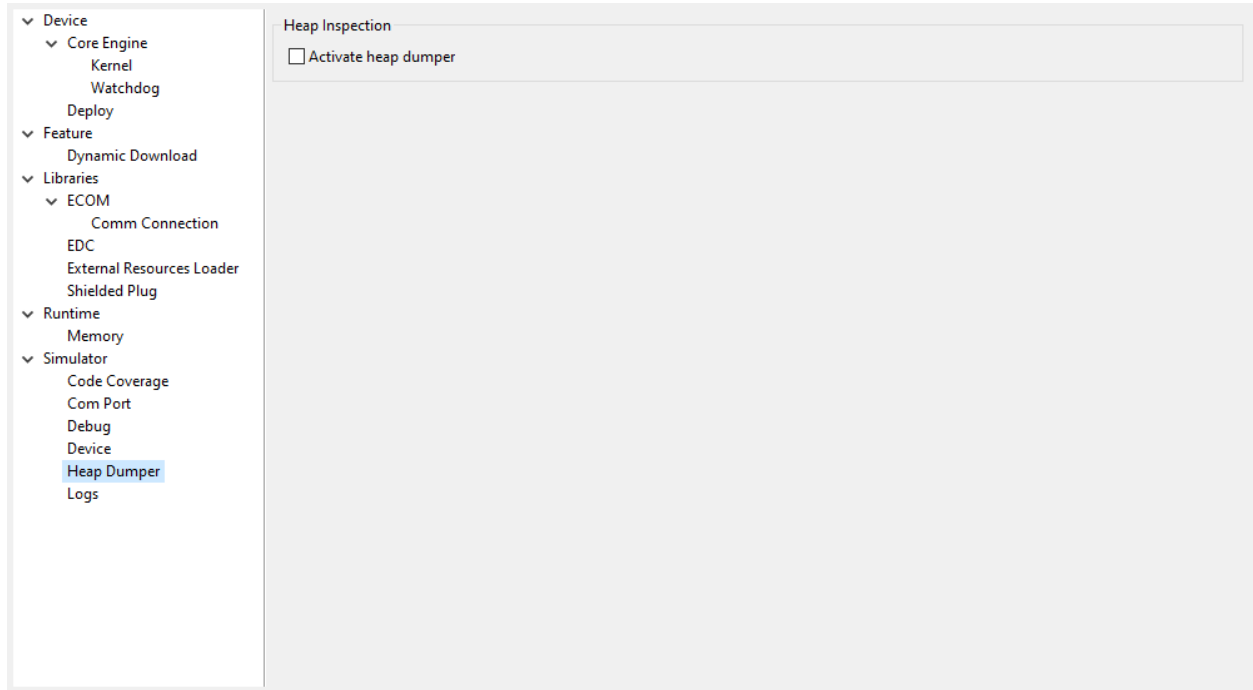 Device
Core Engine
Kernel
Watchdog
Deploy
Feature
Dynamic Download
Libraries
ECOM
Comm Connection
EDC
External Resources Loader
Shielded Plug
Runtime
Memory
Simulator
Code Coverage
Com Port
Debug
Device
Heap Dumper
Logs
Heap Inspection
Activate heap dumper